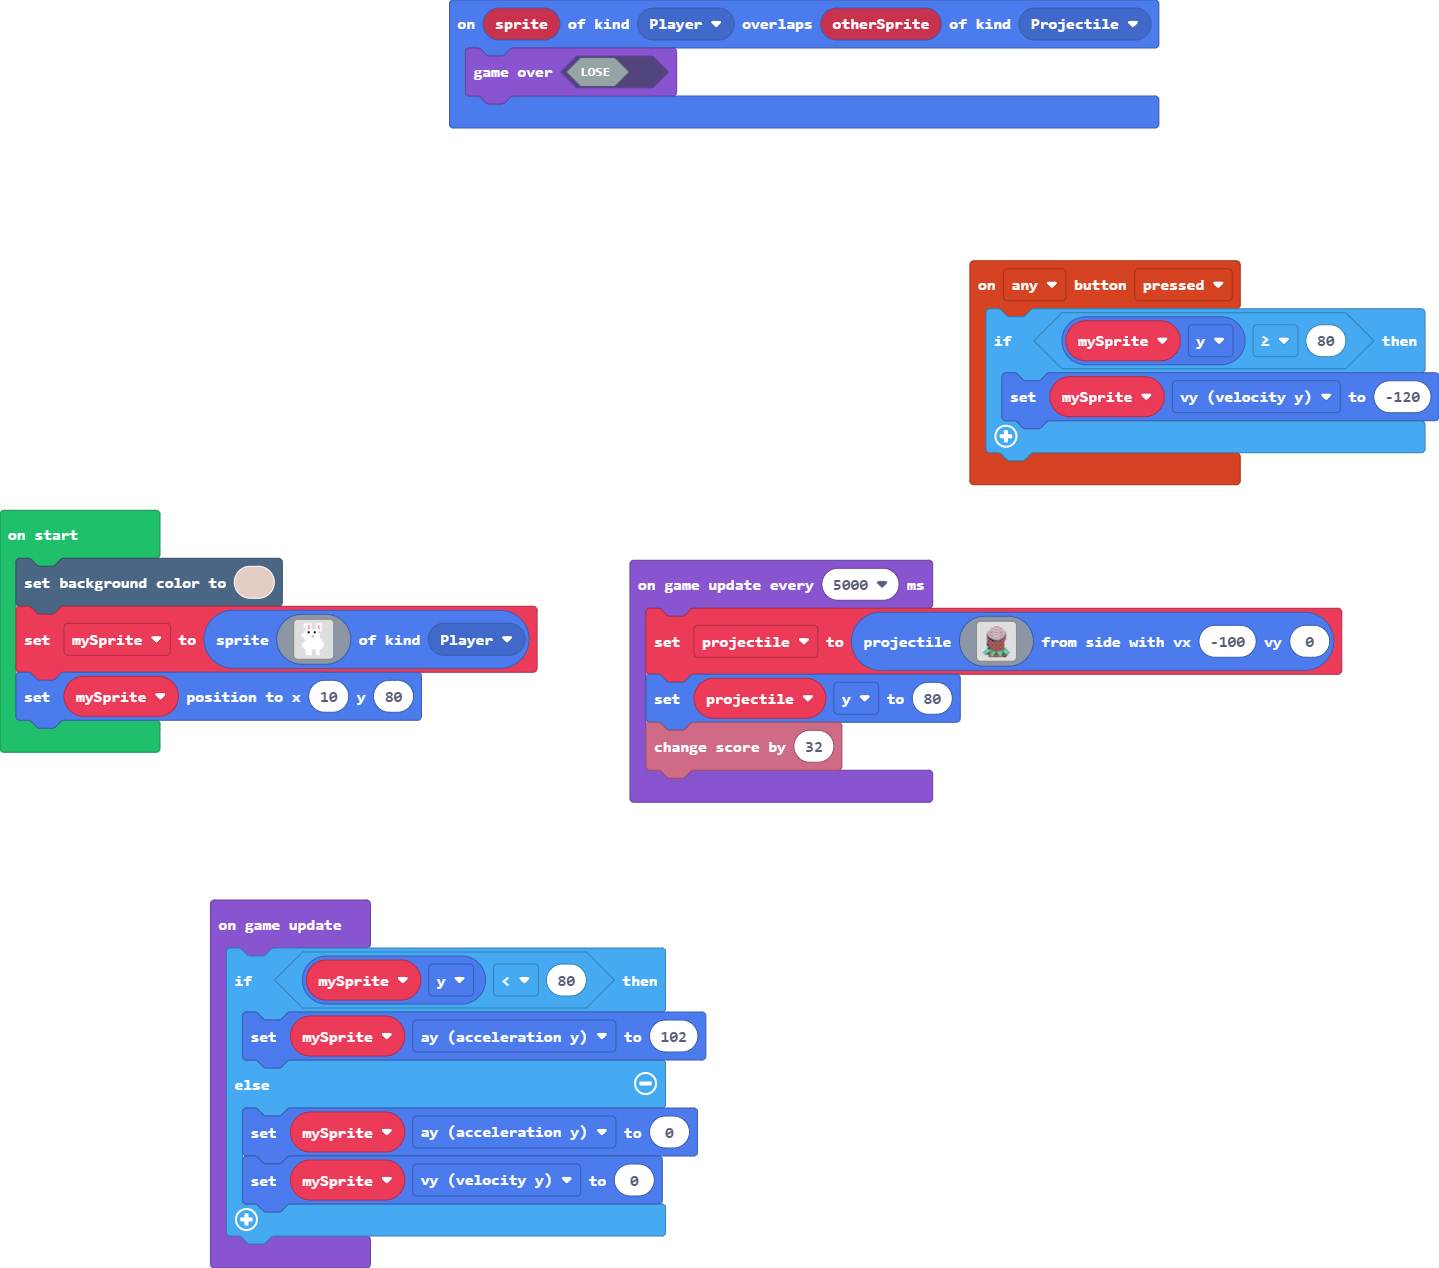 on sprite of kind Player overlaps otherSprite of kind Projectile
game over LOSE
on any button pressed
if mySprite y ≥ 80 then
set mySprite vy (velocity y) to -120
on start
set background color to
set mySprite to sprite of kind Player
set mySprite position to x 10 y 80
on game update every 5000 ms
set projectile to projectile from side with vx -100 vy 0
set projectile y to 80
change score by 32
on game update
if mySprite y < 80 then
set mySprite ay (acceleration y) to 102
else
set mySprite ay (acceleration y) to 0
set mySprite vy (velocity y) to 0